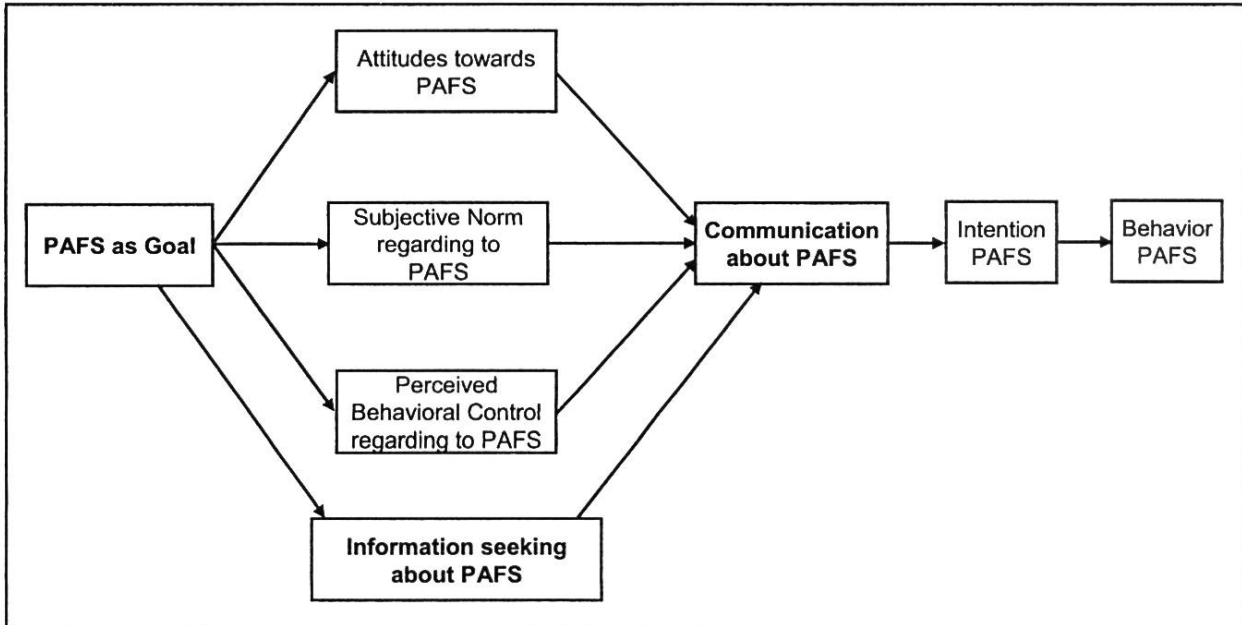 Attitudes towards
PAFS
PAFS as Goal
Subjective Norm
regarding to
PAFS
Communication
about PAFS
Intention
PAFS
Behavior
PAFS
Perceived
Behavioral Control
regarding to PAFS
Information seeking
about PAFS